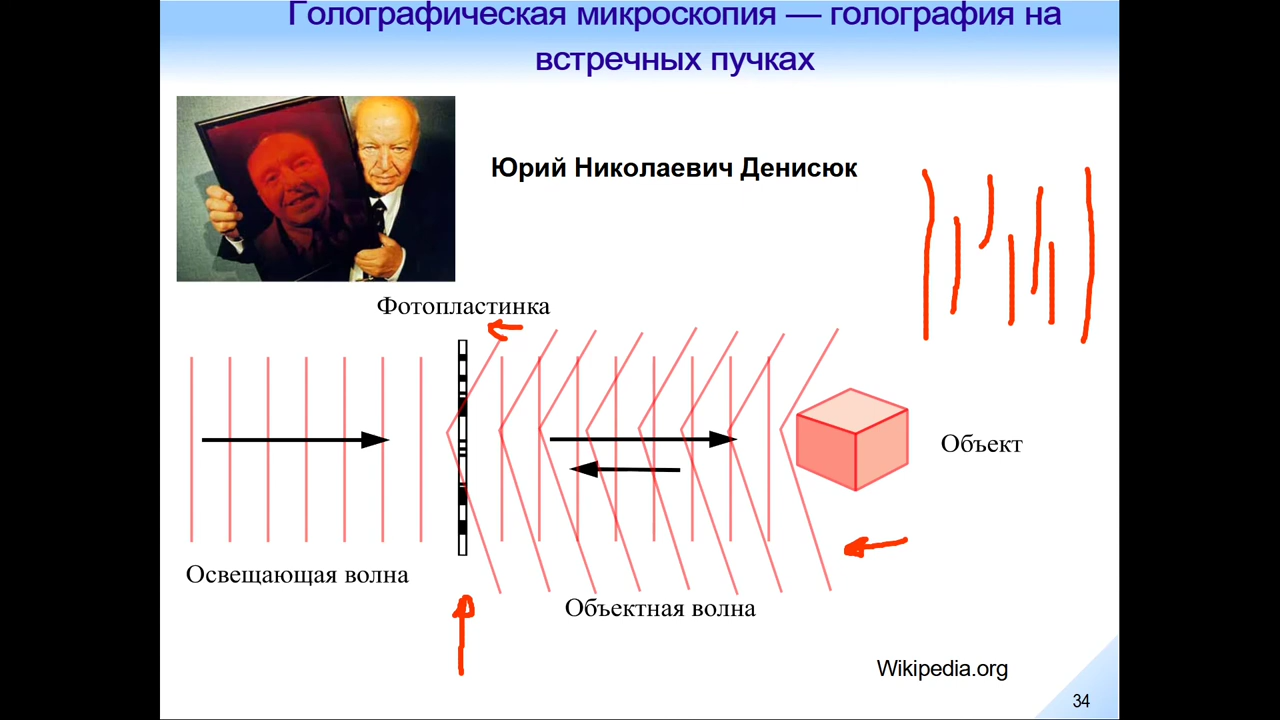 Голографическая микроскопия — голография на
встречных пучках
Юрий Николаевич Денисюк
Фотопластинка
Объект
Освещающая волна
Объектная волна
Wikipedia.org
34